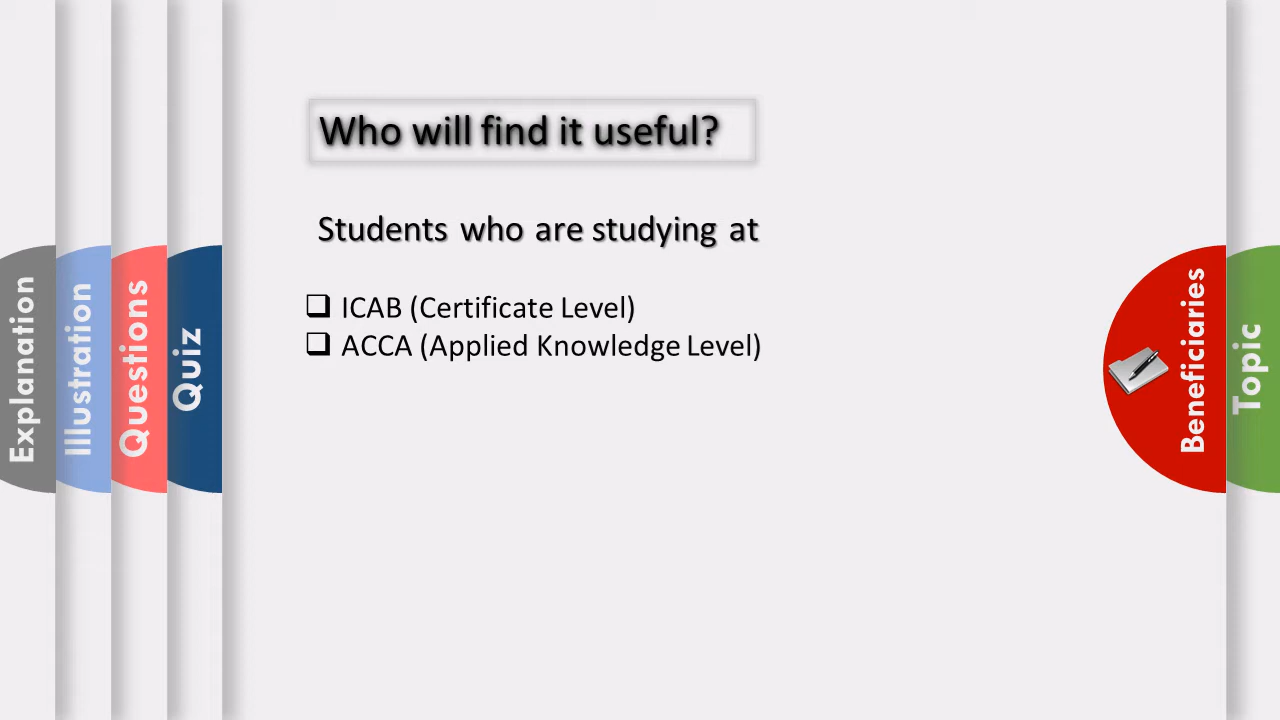 Who will find it useful?
Students who are studying at
ICAB (Certificate Level)
ACCA (Applied Knowledge Level)
Explanation
Illustration
Questions
Quiz
Beneficiaries
Topic